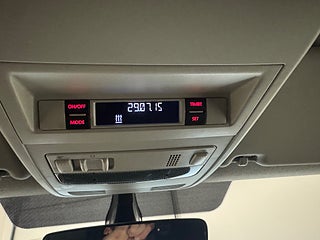 ON/OFF
29.07.15
TIMER
MODE
SET